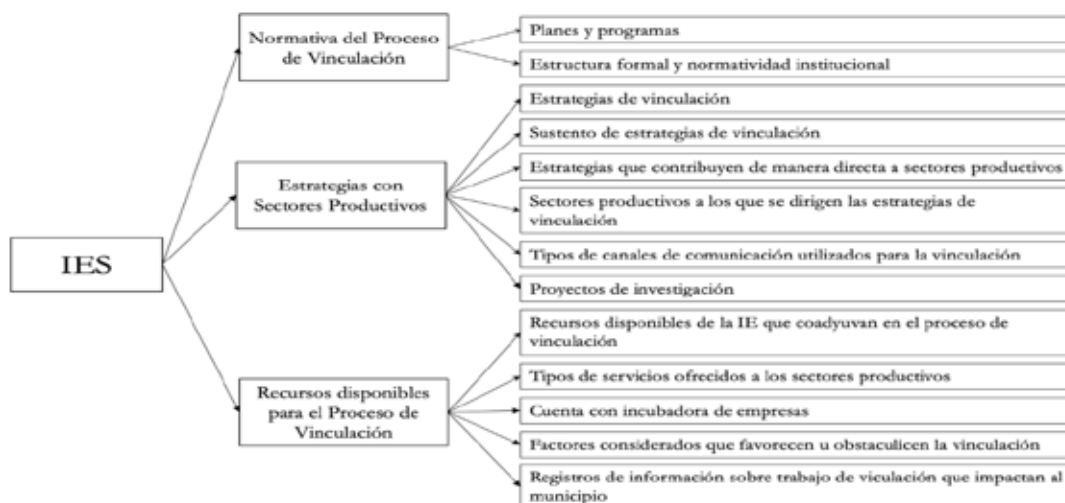 Normativa del Proceso
de Vinculación
Planes y programas
Estructura formal y normatividad institucional
Estrategias con
Sectores Productivos
Estrategias de vinculación
Sustento de estrategias de vinculación
Estrategias que contribuyen de manera directa a sectores productivos
Sectores productivos a los que se dirigen las estrategias de
vinculación
Tipos de canales de comunicación utilizados para la vinculación
Proyectos de investigación
IES
Recursos disponibles
para el Proceso de
Vinculación
Recursos disponibles de la IE que coadyuvan en el proceso de
vinculación
Tipos de servicios ofrecidos a los sectores productivos
Cuenta con incubadora de empresas
Factores considerados que favorecen u obstaculicen la vinculación
Registros de información sobre trabajo de viculación que impactan al
municipio